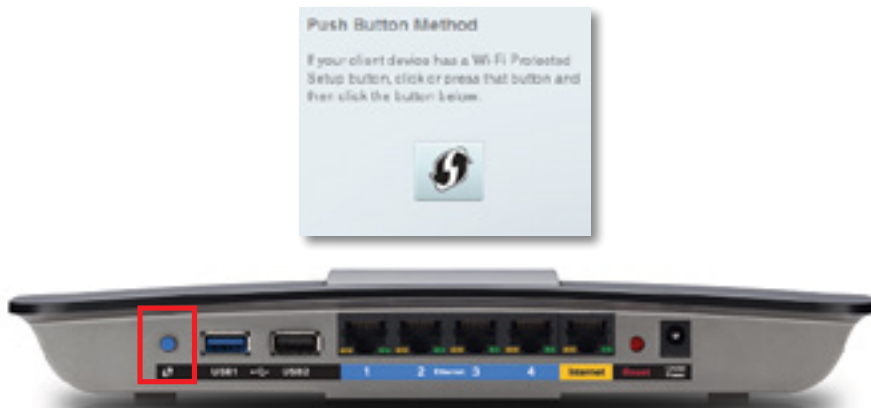 Push Button Method
If your client device has a Wi-Fi Protected
Setup button, click or press that button and
then click the button below.
USB1 USB2 1 2 Ethernet 3 4 Internet Reset